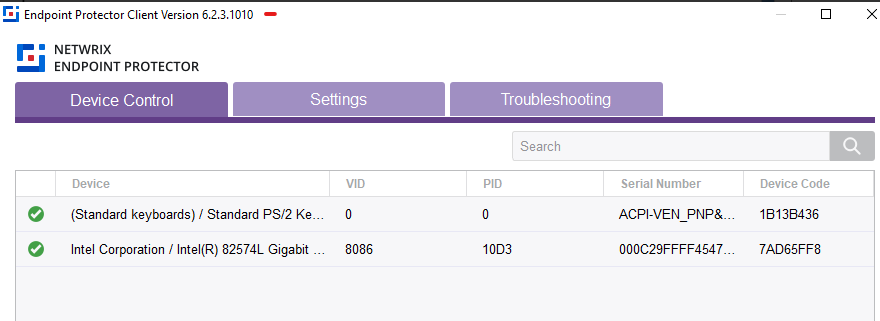 Endpoint Protector Client Version 6.2.3.1010
NETWRIX
ENDPOINT PROTECTOR
Device Control Settings Troubleshooting
Search
Device VID PID Serial Number Device Code
(Standard keyboards) / Standard PS/2 Ke... 0 0 ACPI-VEN_PNP&... 1B13B436
Intel Corporation / Intel(R) 82574L Gigabit ... 8086 10D3 000C29FFFF4547... 7AD65FF8